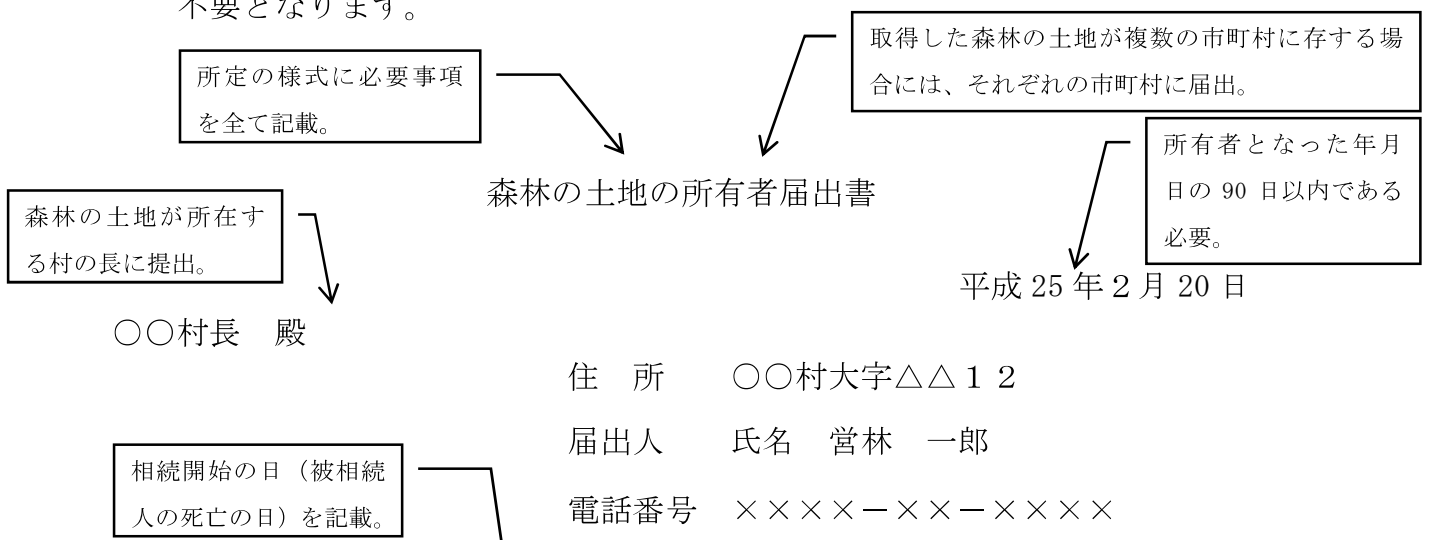 不要となります。
取得した森林の土地が複数の市町村に存する場
合には、それぞれの市町村に届出。
所定の様式に必要事項
を全て記載。
所有者となった年月
日の 90 日以内である
必要。
森林の土地の所有者届出書
森林の土地が所在す
る村の長に提出。
平成 25 年２月 20 日
○○村長　殿
住　所　　○○村大字△△１２
届出人　　氏名　営林　一郎
相続開始の日（被相続
人の死亡の日）を記載。
電話番号　××××－××－××××